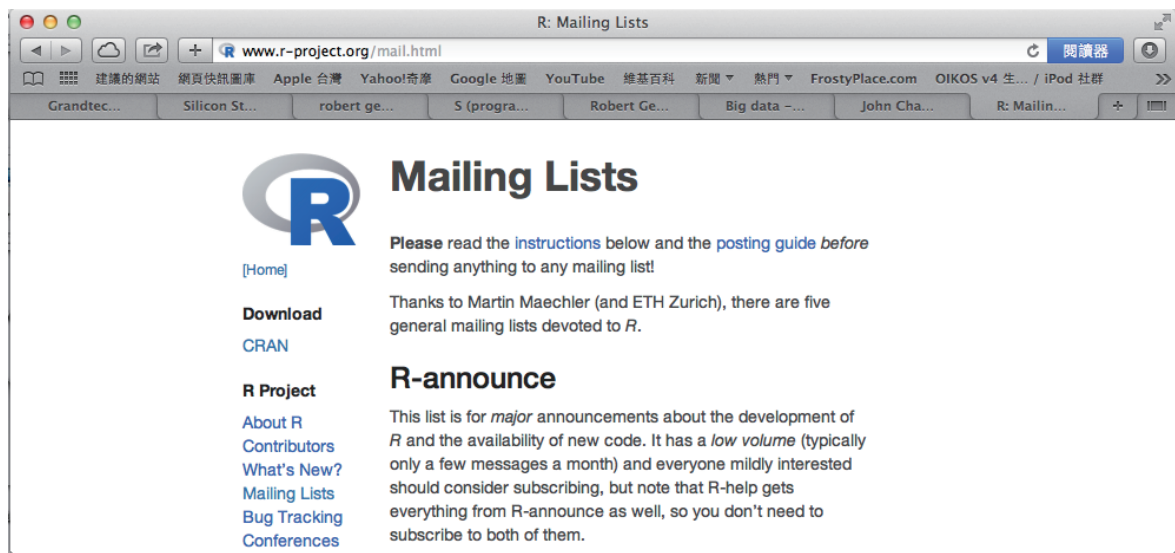 R: Mailing Lists
www.r-project.org/mail.html
閱讀器
建議的網站 網頁快訊圖庫 Apple 台灣 Yahoo!奇摩 Google 地圖 YouTube 維基百科 新聞 熱門 FrostyPlace.com OIKOS v4 生... / iPod 社群
Grandtec... Silicon St... robert ge... S (progra... Robert Ge... Big data -... John Cha... R: Mailin...
R
[Home]
Download
CRAN
R Project
About R
Contributors
What's New?
Mailing Lists
Bug Tracking
Conferences
Mailing Lists
Please read the instructions below and the posting guide before
sending anything to any mailing list!
Thanks to Martin Maechler (and ETH Zurich), there are five
general mailing lists devoted to R.
R-announce
This list is for major announcements about the development of
R and the availability of new code. It has a low volume (typically
only a few messages a month) and everyone mildly interested
should consider subscribing, but note that R-help gets
everything from R-announce as well, so you don't need to
subscribe to both of them.